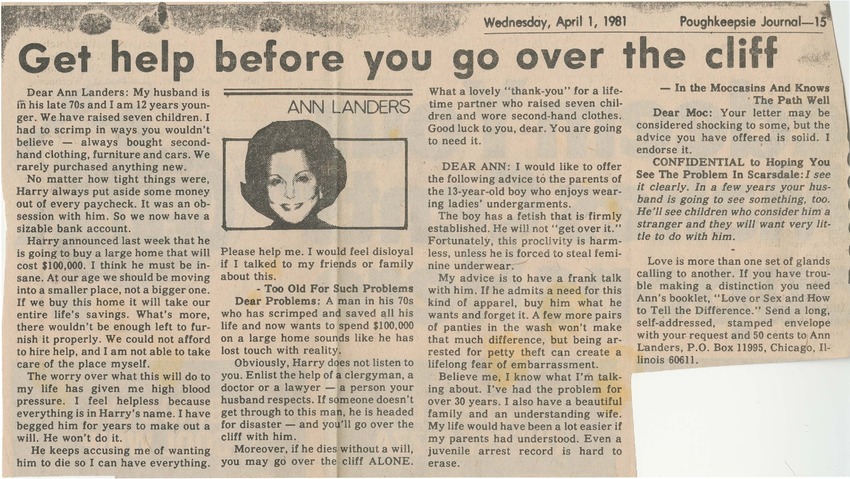 Wednesday, April 1, 1981
Poughkeepsie Journal—15
Get help before you go over the cliff
Dear Ann Landers: My husband is
in his late 70s and I am 12 years youn-
ger. We have raised seven children. I
had to scrimp in ways you wouldn't
believe — always bought second-
hand clothing, furniture and cars. We
rarely purchased anything new.
No matter how tight things were,
Harry always put aside some money
out of every paycheck. It was an ob-
session with him. So we now have a
sizable bank account.
Harry announced last week that he
is going to buy a large home that will
cost $100,000. I think he must be in-
sane. At our age we should be moving
into a smaller place, not a bigger one.
If we buy this home it will take our
entire life's savings. What's more,
there wouldn't be enough left to fur-
nish it properly. We could not afford
to hire help, and I am not able to take
care of the place myself.
The worry over what this will do to
my life has given me high blood
pressure. I feel helpless because
everything is in Harry's name. I have
begged him for years to make out a
will. He won't do it.
He keeps accusing me of wanting
him to die so I can have everything.
ANN LANDERS
Please help me. I would feel disloyal
if I talked to my friends or family
about this.
- Too Old For Such Problems
Dear Problems: A man in his 70s
who has scrimped and saved all his
life and now wants to spend $100,000
on a large home sounds like he has
lost touch with reality.
Obviously, Harry does not listen to
you. Enlist the help of a clergyman, a
doctor or a lawyer — a person your
husband respects. If someone doesn't
get through to this man, he is headed
for disaster — and you'll go over the
cliff with him.
Moreover, if he dies without a will,
you may go over the cliff ALONE.
What a lovely "thank-you" for a life-
time partner who raised seven chil-
dren and wore second-hand clothes.
Good luck to you, dear. You are going
to need it.
DEAR ANN: I would like to offer
the following advice to the parents of
the 13-year-old boy who enjoys wear-
ing ladies' undergarments.
The boy has a fetish that is firmly
established. He will not "get over it."
Fortunately, this proclivity is harm-
less, unless he is forced to steal femi-
nine underwear.
My advice is to have a frank talk
with him. If he admits a need for this
kind of apparel, buy him what he
wants and forget it. A few more pairs
of panties in the wash won't make
that much difference, but being ar-
rested for petty theft can create a
lifelong fear of embarrassment.
Believe me, I know what I'm talk-
ing about. I've had the problem for
over 30 years. I also have a beautiful
family and an understanding wife.
My life would have been a lot easier if
my parents had understood. Even a
juvenile arrest record is hard to
erase.
— In the Moccasins And Knows
The Path Well
Dear Moc: Your letter may be
considered shocking to some, but the
advice you have offered is solid. I
endorse it.
CONFIDENTIAL to Hoping You
See The Problem In Scarsdale: I see
it clearly. In a few years your hus-
band is going to see something, too.
He'll see children who consider him a
stranger and they will want very lit-
tle to do with him.
Love is more than one set of glands
calling to another. If you have trou-
ble making a distinction you need
Ann's booklet, "Love or Sex and How
to Tell the Difference." Send a long,
self-addressed, stamped envelope
with your request and 50 cents to Ann
Landers, P.O. Box 11995, Chicago, Il-
linois 60611.